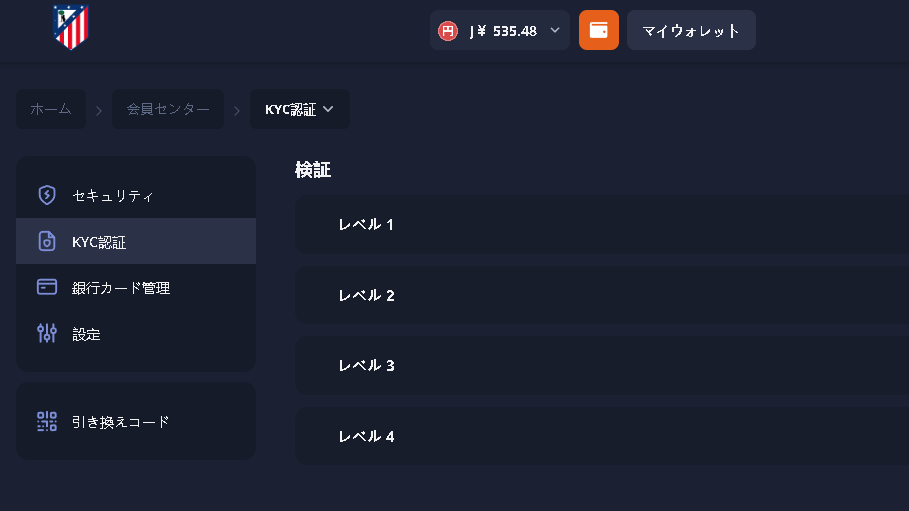 円 J¥ 535.48 マイウォレット
ホーム 会員センター KYC認証
セキュリティ
KYC認証
銀行カード管理
設定
引き換えコード
検証
レベル 1
レベル 2
レベル 3
レベル 4